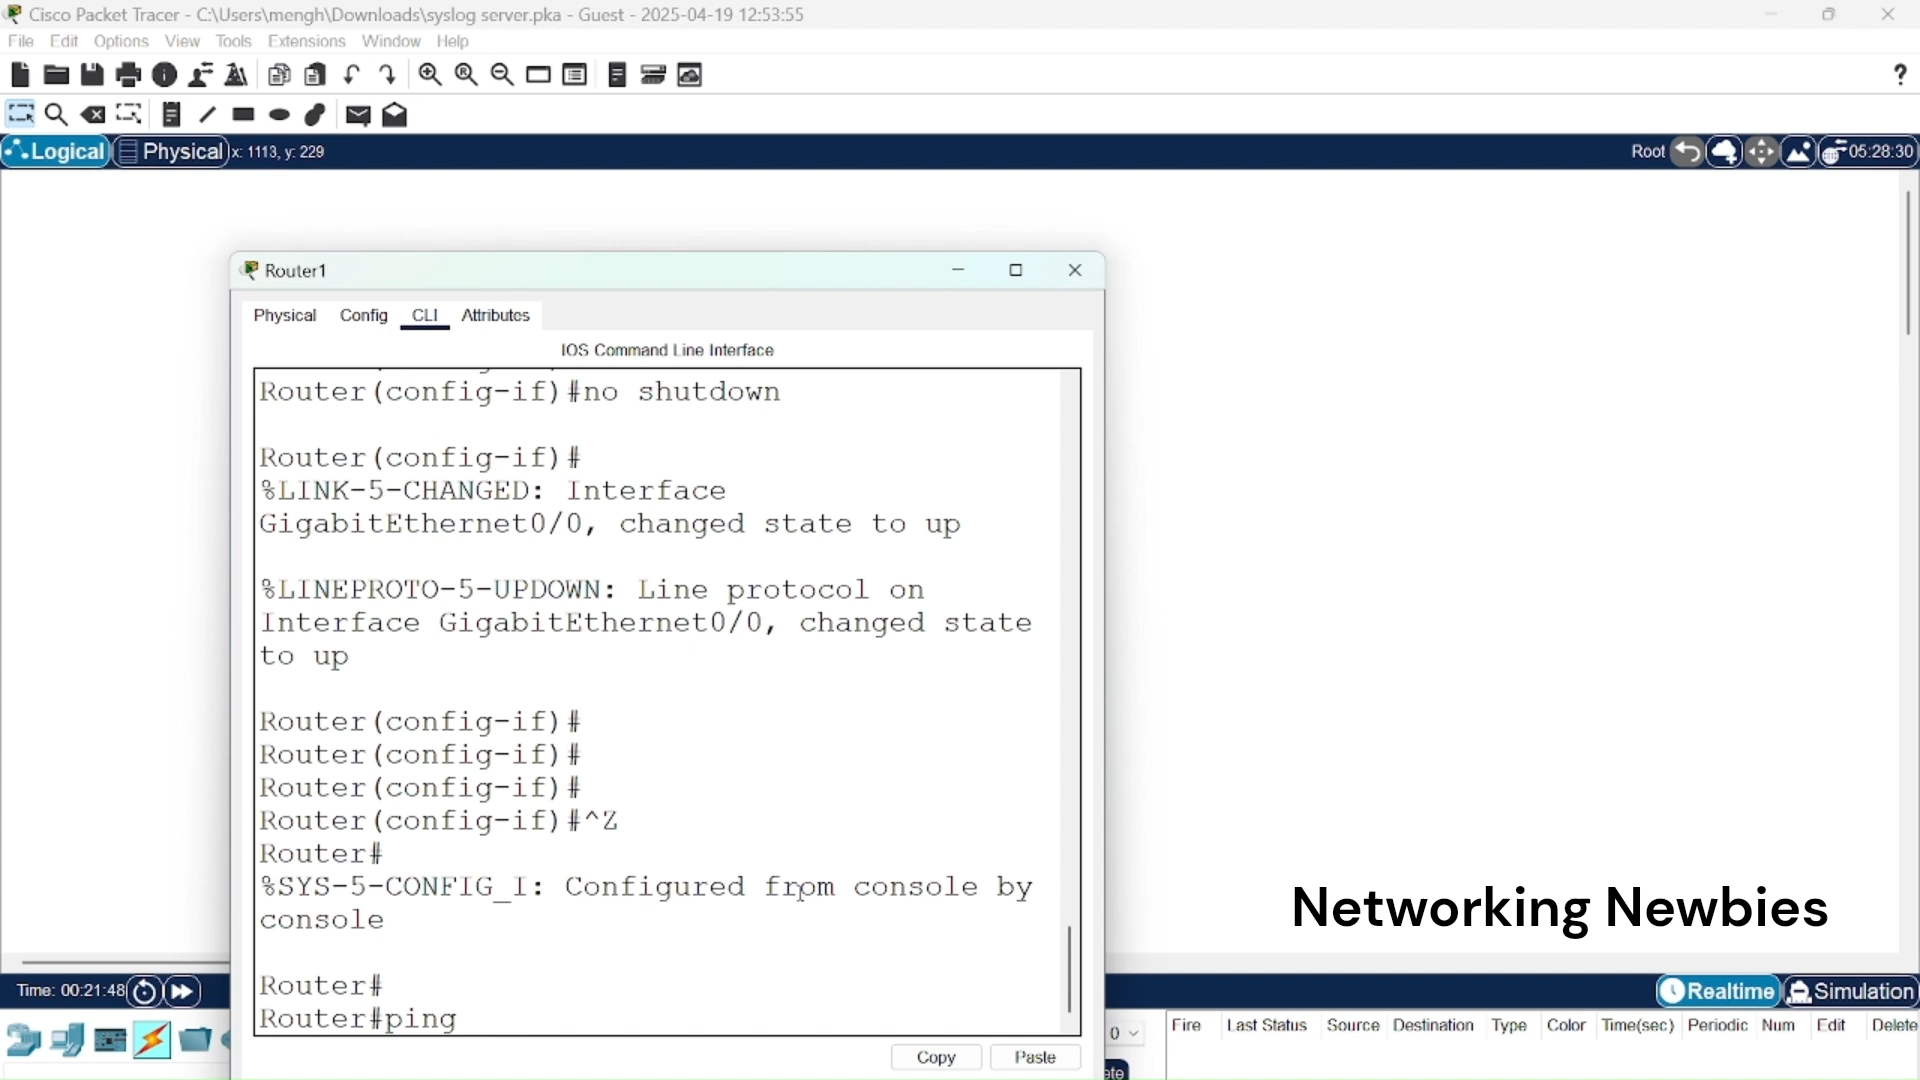 Cisco Packet Tracer - C:\Users\mengh\Downloads\syslog server.pka - Guest - 2025-04-19 12:53:55
File Edit Options View Tools Extensions Window Help
?
Logical Physical x: 1113, y: 229 Root 05:28:30
Router1
Physical Config CLI Attributes
IOS Command Line Interface
Router(config-if)#no shutdown
Router(config-if)#
%LINK-5-CHANGED: Interface
GigabitEthernet0/0, changed state to up
%LINEPROTO-5-UPDOWN: Line protocol on
Interface GigabitEthernet0/0, changed state
to up
Router(config-if)#
Router(config-if)#
Router(config-if)#
Router(config-if)#^Z
Router#
%SYS-5-CONFIG_I: Configured from console by
console
Router#
Router#ping
Copy Paste
Networking Newbies
Time: 00:21:48 Realtime Simulation
0 Fire Last Status Source Destination Type Color Time(sec) Periodic Num Edit Delete